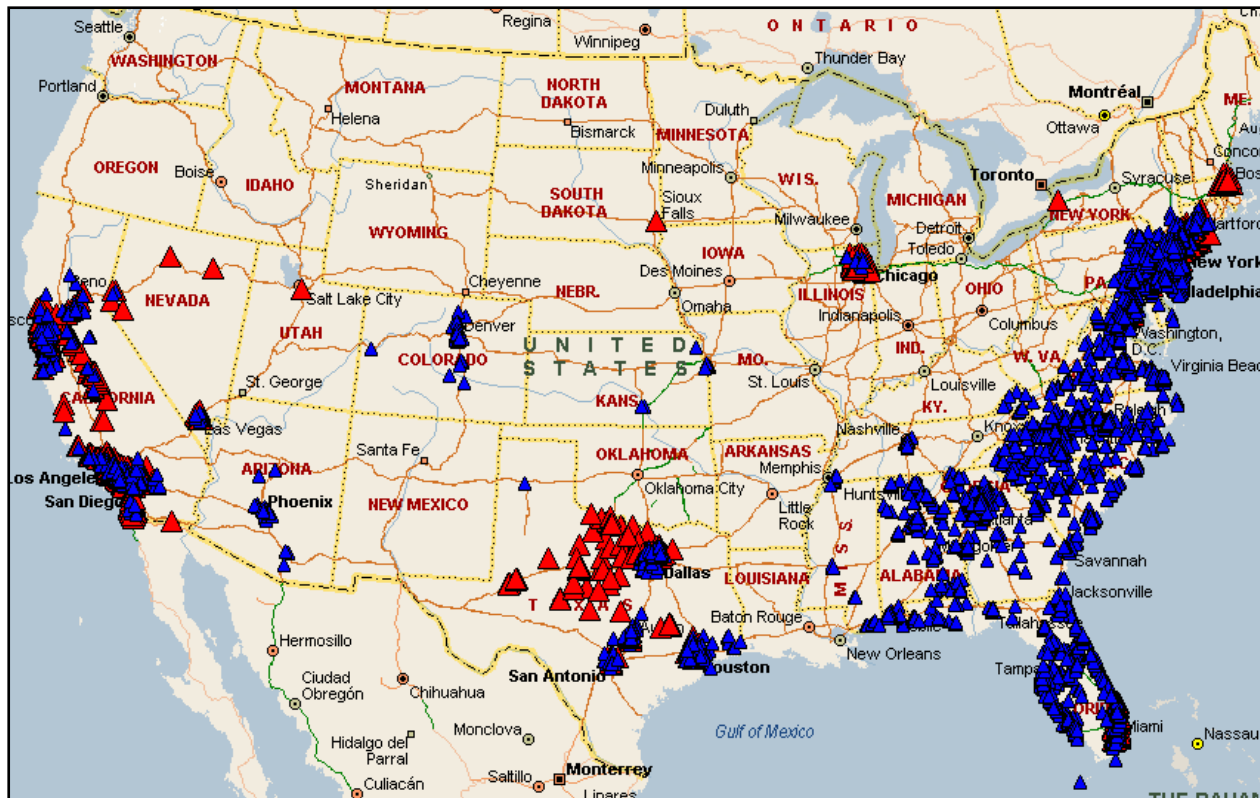 Seattle
Regina
Winnipeg
ONTARIO
Thunder Bay
WASHINGTON
Portland
MONTANA
Helena
NORTH
DAKOTA
Bismarck
MINNESOTA
Duluth
Montréal
Ottawa
ME.
OREGON
Boise
IDAHO
Sheridan
SOUTH
DAKOTA
Sioux
Falls
Minneapolis
WIS.
MICHIGAN
Toronto
Syracuse
NEW YORK
WYOMING
Milwaukee
Detroit
Toledo
Cheyenne
IOWA
Des Moines
Chicago
New York
NEVADA
Salt Lake City
NEBR.
Omaha
ILLINOIS
Indianapolis
OHIO
PA.
UTAH
Denver
COLORADO
UNITED
STATES
MO.
IND.
Columbus
W. VA.
Washington,
D.C.
St. George
KANS.
St. Louis
Louisville
KY.
Virginia Beach
Las Vegas
Santa Fe
OKLAHOMA
ARKANSAS
Nashville
Raleigh
San Diego
ARIZONA
Phoenix
NEW MEXICO
Oklahoma City
Memphis
Little
Rock
Atlanta
Dallas
LOUISIANA
MISS
ALABAMA
Savannah
TEXAS
Baton Rouge
Jacksonville
Tallahassee
Hermosillo
San Antonio
New Orleans
Ciudad
Obregón
Chihuahua
Monclova
Gulf of Mexico
Miami
Nassau
Hidalgo del
Parral
Culiacán
Saltillo
Monterrey
Linares